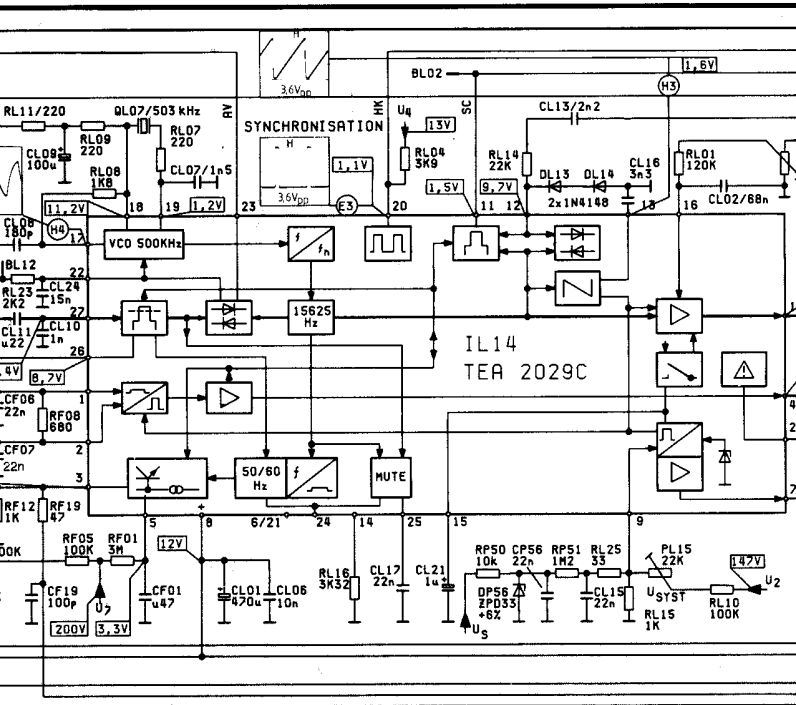 H
3,6Vpp
BL02
1,6V
H3
RL11/220
QL07/503 kHz
AV
HK
U4
SC
CL13/2n2
RL09
220
RL07
220
SYNCHRONISATION
13V
CL09
100u
H
RL04
3K9
RL14
22K
RL01
120K
RL08
1K8
CL07/1n5
1,1V
DL13
DL14
CL16
3n3
3,6Vpp
1,5V
9,7V
2x1N4148
CL02/68n
11,2V
18
19
1,2V
23
E3
20
11
12
13
16
CL08
180p
H4
17
VCO 500KHz
f
fh
BL12
22
RL23
2K2
CL24
15n
27
15625
Hz
CL11
u22
CL10
1n
IL14
TEA 2029C
26
,4V
8,7V
CF06
22n
1
RF08
680
4
2
2
CF07
22n
3
50/60
Hz
f
MUTE
7
RF12
1K
RF19
47
5
8
+
6/21
24
14
25
15
9
00K
RF05
100K
RF01
3M
12V
RP50
10k
CP56
22n
RP51
1M2
RL25
33
PL15
22K
147V
RL16
3K32
CL17
22n
CL21
1u
U2
CF19
100p
U7
CF01
u47
CL01
470u
CL06
10n
DP56
ZPD33
+6%
CL15
22n
USYST
RL15
1K
RL10
100K
200V
3,3V
US